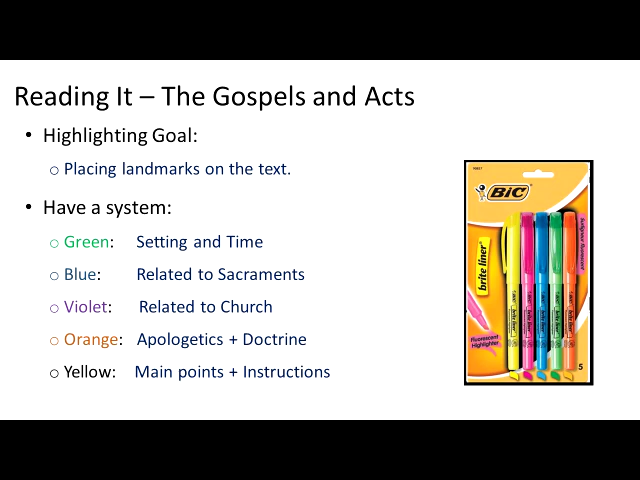 Reading It – The Gospels and Acts
• Highlighting Goal:
○ Placing landmarks on the text.
• Have a system:
○ Green: Setting and Time
○ Blue: Related to Sacraments
○ Violet: Related to Church
○ Orange: Apologetics + Doctrine
○ Yellow: Main points + Instructions
BIC
brite liner
Fluorescent
Highlighter
5